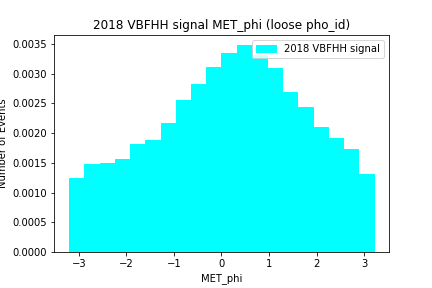 2018 VBFHH signal MET_phi (loose pho_id)
2018 VBFHH signal
Number of Events
0.0035
0.0030
0.0025
0.0020
0.0015
0.0010
0.0005
0.0000
−3 −2 −1 0 1 2 3
MET_phi